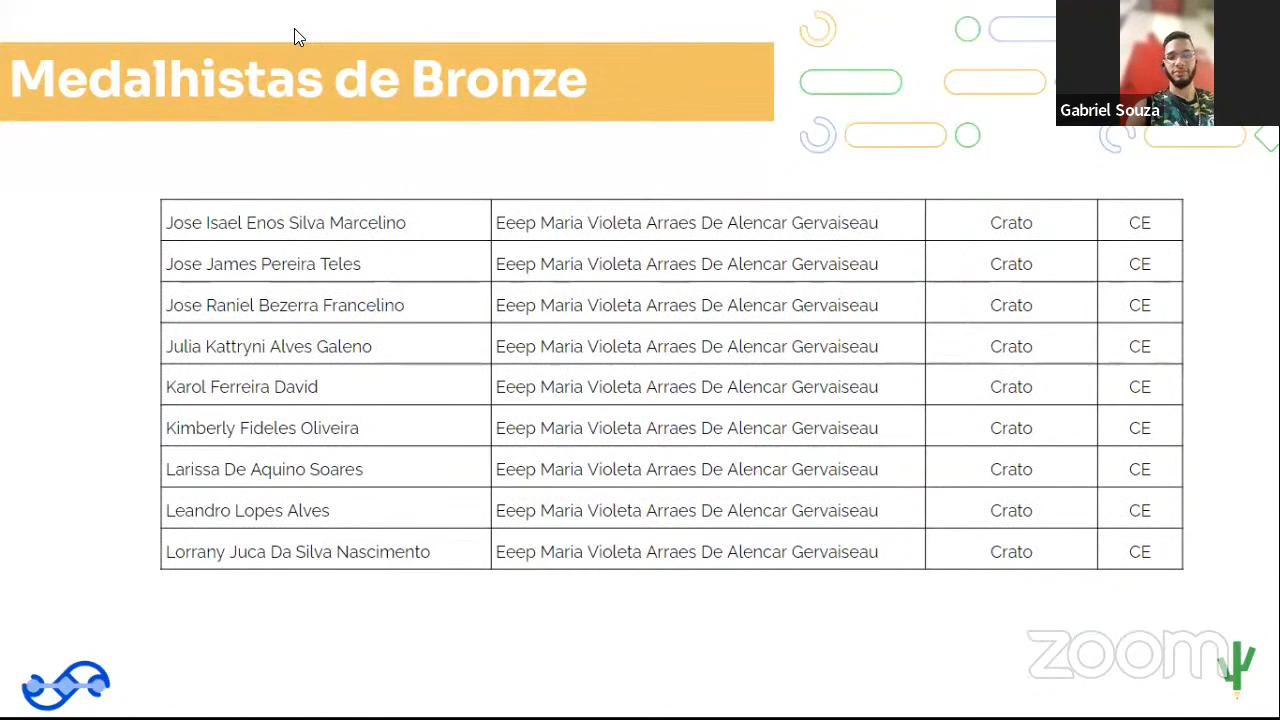 Medalhistas de Bronze
Gabriel Souza
Jose Isael Enos Silva Marcelino Eeep Maria Violeta Arraes De Alencar Gervaiseau Crato CE
Jose James Pereira Teles Eeep Maria Violeta Arraes De Alencar Gervaiseau Crato CE
Jose Raniel Bezerra Francelino Eeep Maria Violeta Arraes De Alencar Gervaiseau Crato CE
Julia Kattryni Alves Galeno Eeep Maria Violeta Arraes De Alencar Gervaiseau Crato CE
Karol Ferreira David Eeep Maria Violeta Arraes De Alencar Gervaiseau Crato CE
Kimberly Fideles Oliveira Eeep Maria Violeta Arraes De Alencar Gervaiseau Crato CE
Larissa De Aquino Soares Eeep Maria Violeta Arraes De Alencar Gervaiseau Crato CE
Leandro Lopes Alves Eeep Maria Violeta Arraes De Alencar Gervaiseau Crato CE
Lorrany Juca Da Silva Nascimento Eeep Maria Violeta Arraes De Alencar Gervaiseau Crato CE
zoom